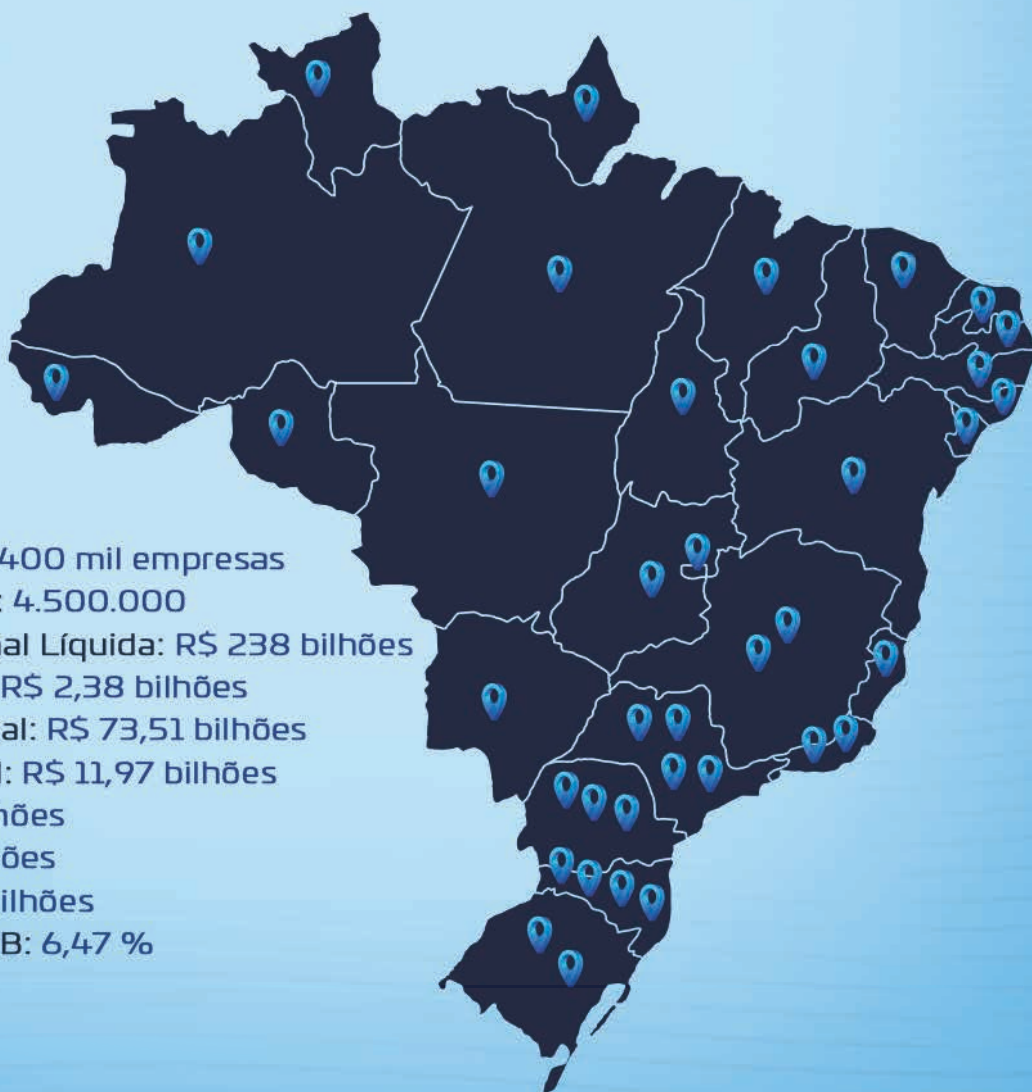 400 mil empresas
: 4.500.000
al Líquida: R$ 238 bilhões
R$ 2,38 bilhões
al: R$ 73,51 bilhões
: R$ 11,97 bilhões
hões
ões
ilhões
B: 6,47 %